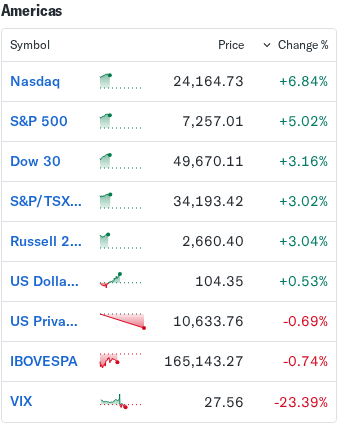 Americas
Symbol Price Change %
Nasdaq 24,164.73 +6.84%
S&P 500 7,257.01 +5.02%
Dow 30 49,670.11 +3.16%
S&P/TSX... 34,193.42 +3.02%
Russell 2... 2,660.40 +3.04%
US Dolla... 104.35 +0.53%
US Priva... 10,633.76 -0.69%
IBOVESPA 165,143.27 -0.74%
VIX 27.56 -23.39%